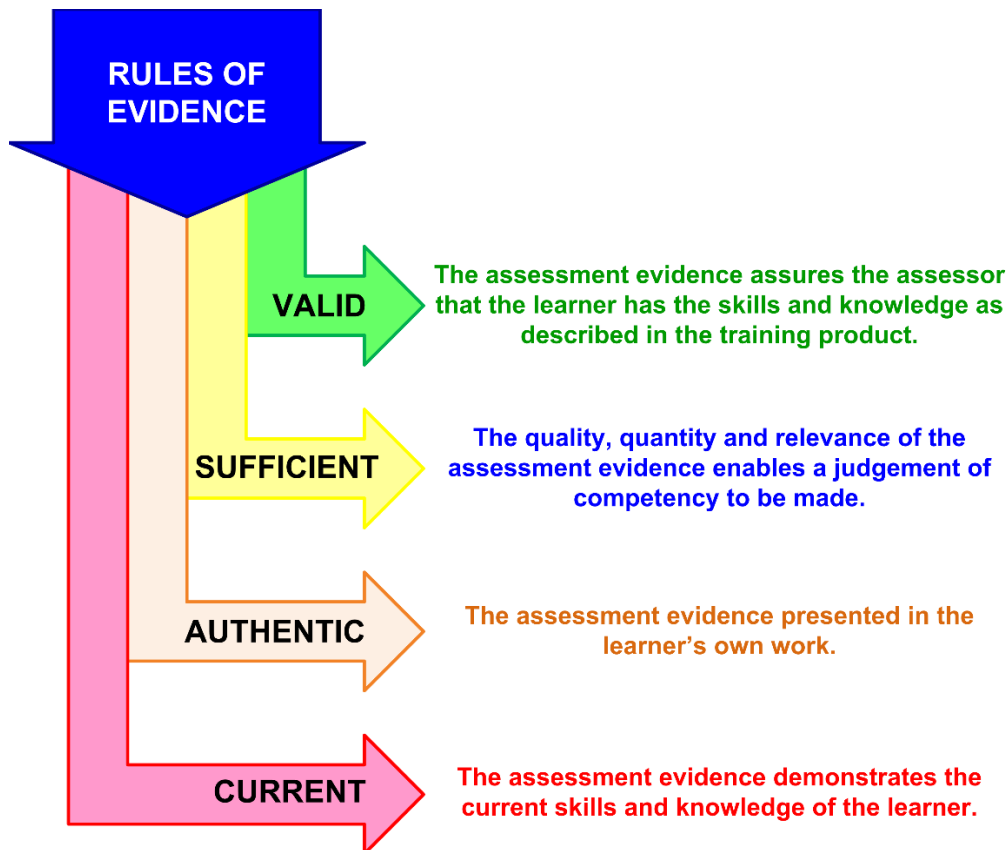 RULES OF
EVIDENCE
VALID
The assessment evidence assures the assessor
that the learner has the skills and knowledge as
described in the training product.
SUFFICIENT
The quality, quantity and relevance of the
assessment evidence enables a judgement of
competency to be made.
AUTHENTIC
The assessment evidence presented in the
learner’s own work.
CURRENT
The assessment evidence demonstrates the
current skills and knowledge of the learner.